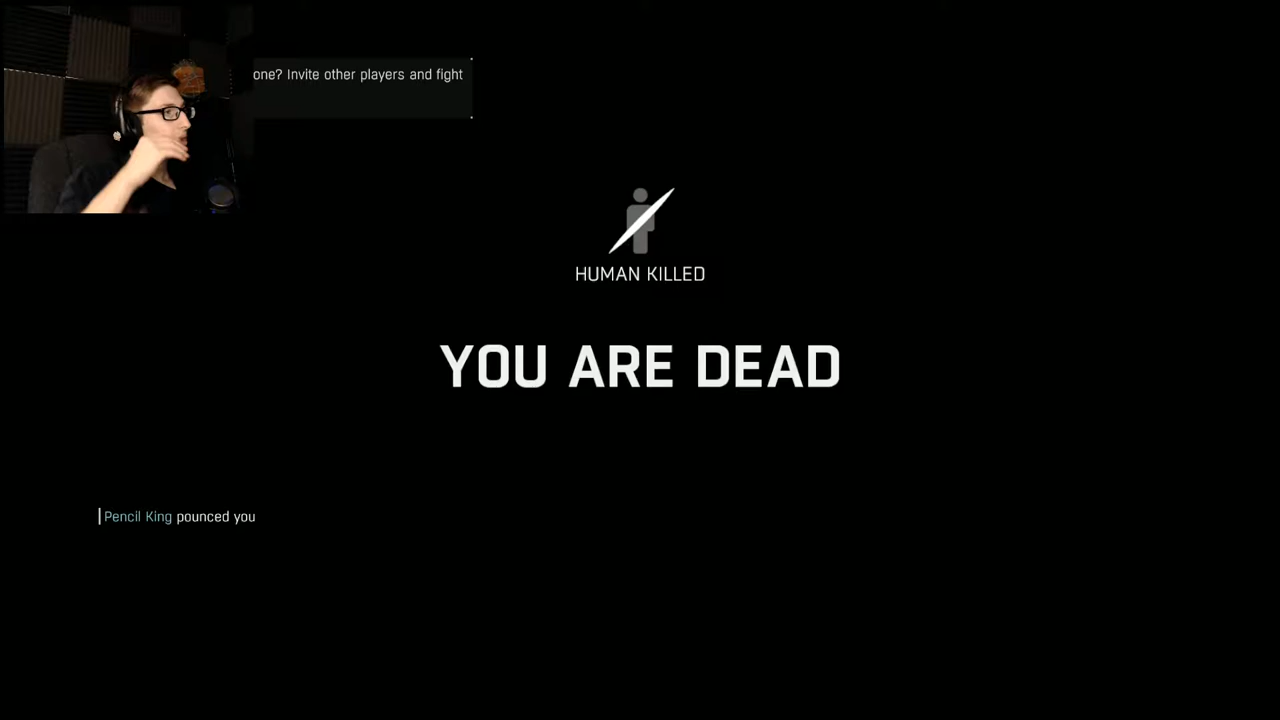 one? Invite other players and fight
HUMAN KILLED
YOU ARE DEAD
Pencil King pounced you